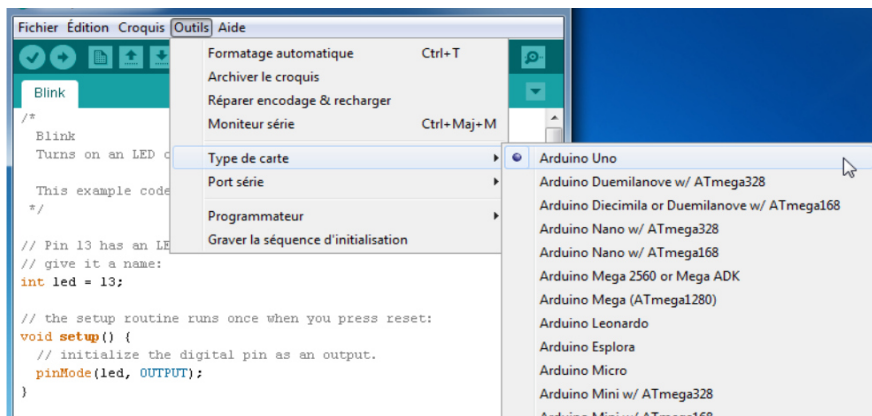 Fichier Édition Croquis Outils Aide
Formatage automatique Ctrl+T
Archiver le croquis
Réparer encodage & recharger
Moniteur série Ctrl+Maj+M
Type de carte
Port série
Programmateur
Graver la séquence d'initialisation
Arduino Uno
Arduino Duemilanove w/ ATmega328
Arduino Diecimila or Duemilanove w/ ATmega168
Arduino Nano w/ ATmega328
Arduino Nano w/ ATmega168
Arduino Mega 2560 or Mega ADK
Arduino Mega (ATmega1280)
Arduino Leonardo
Arduino Esplora
Arduino Micro
Arduino Mini w/ ATmega328
Arduino Mini w/ ATmega168
Blink
/*
Blink
Turns on an LED
This example code
*/
// Pin 13 has an LE
// give it a name:
int led = 13;
// the setup routine runs once when you press reset:
void setup() {
// initialize the digital pin as an output.
pinMode(led, OUTPUT);
}